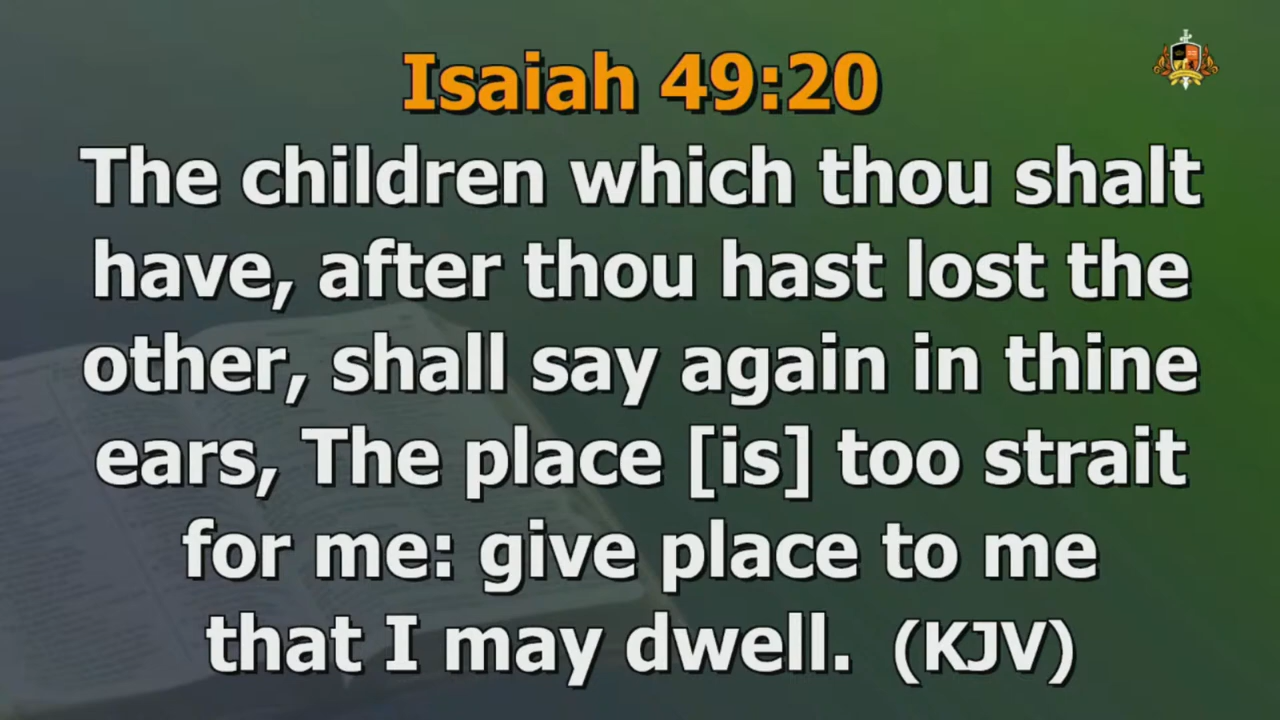 Isaiah 49:20
The children which thou shalt
have, after thou hast lost the
other, shall say again in thine
ears, The place [is] too strait
for me: give place to me
that I may dwell. (KJV)